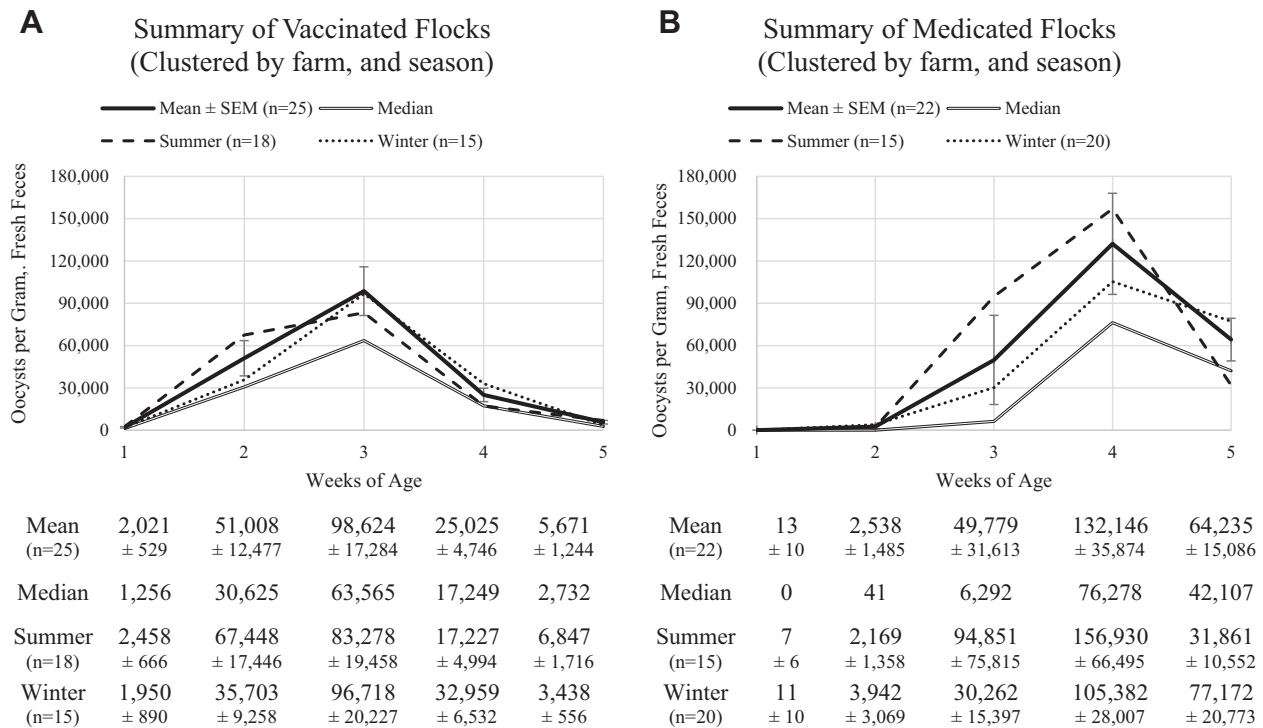 A
Summary of Vaccinated Flocks
(Clustered by farm, and season)
Mean ± SEM (n=25)
Median
Summer (n=18)
Winter (n=15)
Oocysts per Gram,. Fresh Feces
180,000
150,000
120,000
90,000
60,000
30,000
0
1 2 3 4 5
Weeks of Age
Mean 2,021 51,008 98,624 25,025 5,671
(n=25) ± 529 ± 12,477 ± 17,284 ± 4,746 ± 1,244
Median 1,256 30,625 63,565 17,249 2,732
Summer 2,458 67,448 83,278 17,227 6,847
(n=18) ± 666 ± 17,446 ± 19,458 ± 4,994 ± 1,716
Winter 1,950 35,703 96,718 32,959 3,438
(n=15) ± 890 ± 9,258 ± 20,227 ± 6,532 ± 556
B
Summary of Medicated Flocks
(Clustered by farm, and season)
Mean ± SEM (n=22)
Median
Summer (n=15)
Winter (n=20)
Oocysts per Gram, Fresh Feces
180,000
150,000
120,000
90,000
60,000
30,000
0
1 2 3 4 5
Weeks of Age
Mean 13 2,538 49,779 132,146 64,235
(n=22) ± 10 ± 1,485 ± 31,613 ± 35,874 ± 15,086
Median 0 41 6,292 76,278 42,107
Summer 7 2,169 94,851 156,930 31,861
(n=15) ± 6 ± 1,358 ± 75,815 ± 66,495 ± 10,552
Winter 11 3,942 30,262 105,382 77,172
(n=20) ± 10 ± 3,069 ± 15,397 ± 28,007 ± 20,773